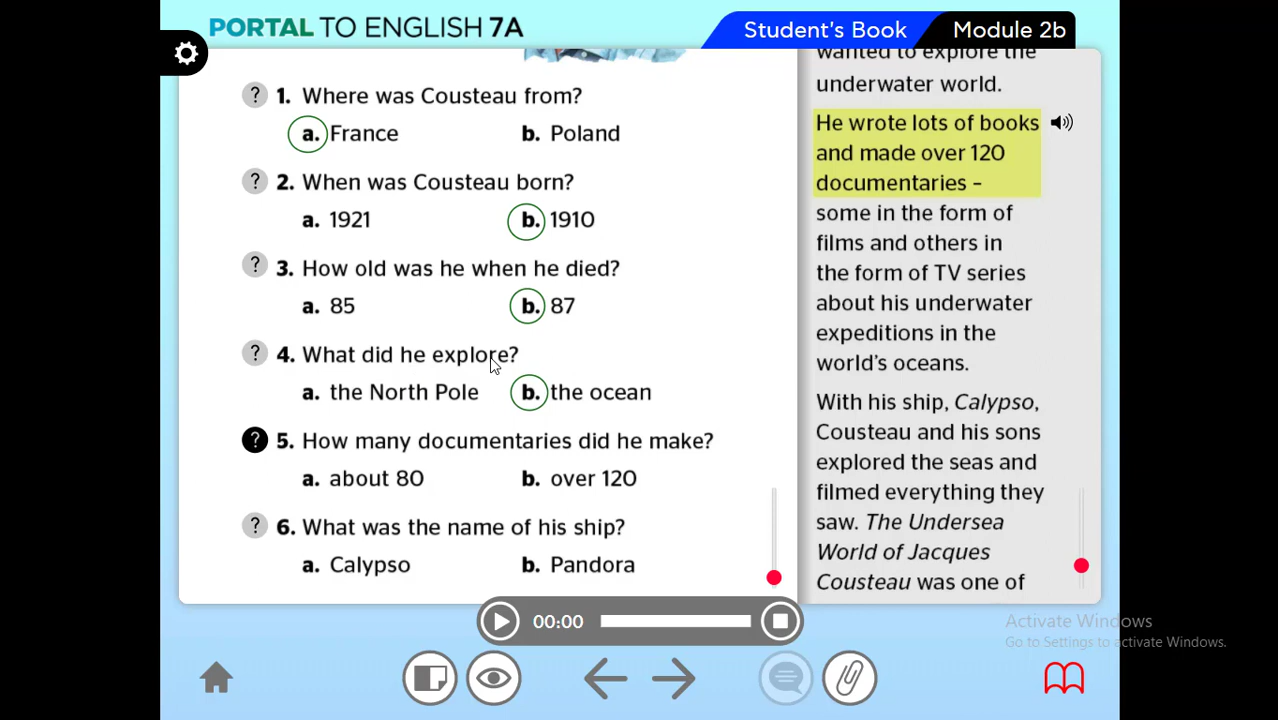 PORTAL TO ENGLISH 7A
Student's Book
Module 2b
? 1. Where was Cousteau from?
a. France b. Poland
? 2. When was Cousteau born?
a. 1921 b. 1910
? 3. How old was he when he died?
a. 85 b. 87
? 4. What did he explore?
a. the North Pole b. the ocean
? 5. How many documentaries did he make?
a. about 80 b. over 120
? 6. What was the name of his ship?
a. Calypso b. Pandora
wanted to explore the
underwater world.
He wrote lots of books
and made over 120
documentaries –
some in the form of
films and others in
the form of TV series
about his underwater
expeditions in the
world's oceans.
With his ship, Calypso,
Cousteau and his sons
explored the seas and
filmed everything they
saw. The Undersea
World of Jacques
Cousteau was one of
00:00
Activate Windows
Go to Settings to activate Windows.